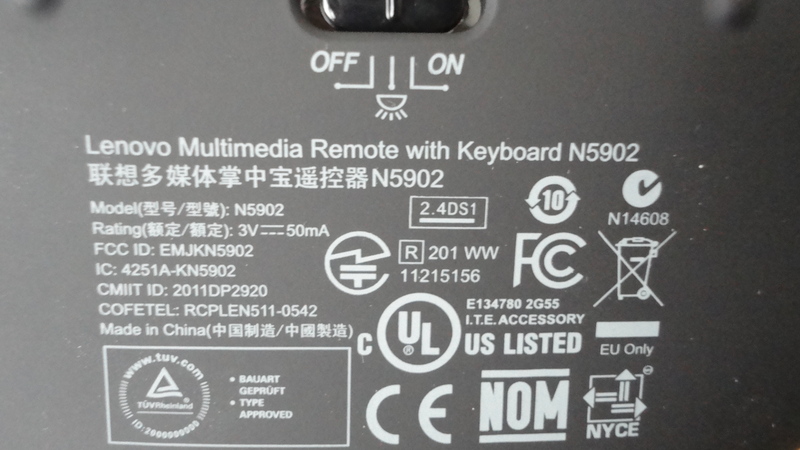 OFF ON
Lenovo Multimedia Remote with Keyboard N5902
联想多媒体掌中宝遥控器N5902
Model(型号/型號): N5902
Rating(额定/額定): 3V⎓50mA
FCC ID: EMJKN5902
IC: 4251A-KN5902
CMIIT ID: 2011DP2920
COFETEL: RCPLEN511-0542
Made in China(中国制造/中國製造)
2.4DS1
10
N14608
R 201 WW
11215156
FC
E134780 2G55
I.T.E. ACCESSORY
c UL ® US LISTED
EU Only
www.tuv.com
TÜVRheinland
ID: 2000000000
• BAUART
GEPRÜFT
• TYPE
APPROVED
CE
NOM
NYCE